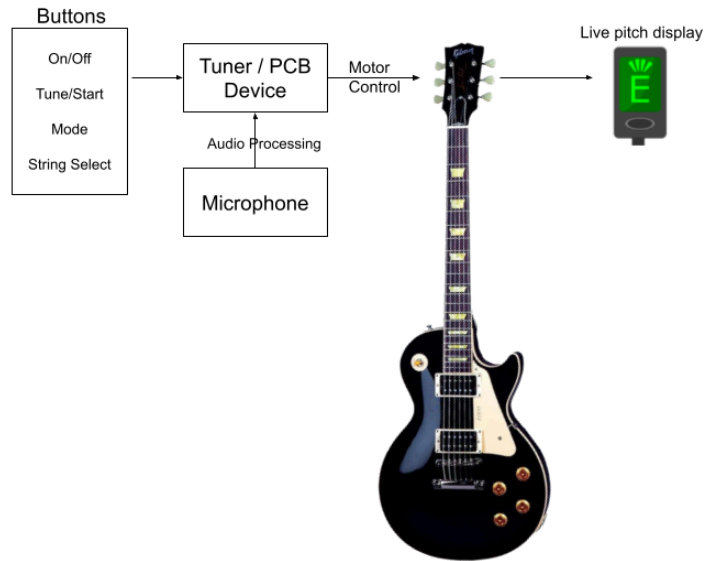 Buttons
On/Off
Tune/Start
Mode
String Select
Tuner / PCB
Device
Motor
Control
Audio Processing
Microphone
Gibson
Live pitch display
E